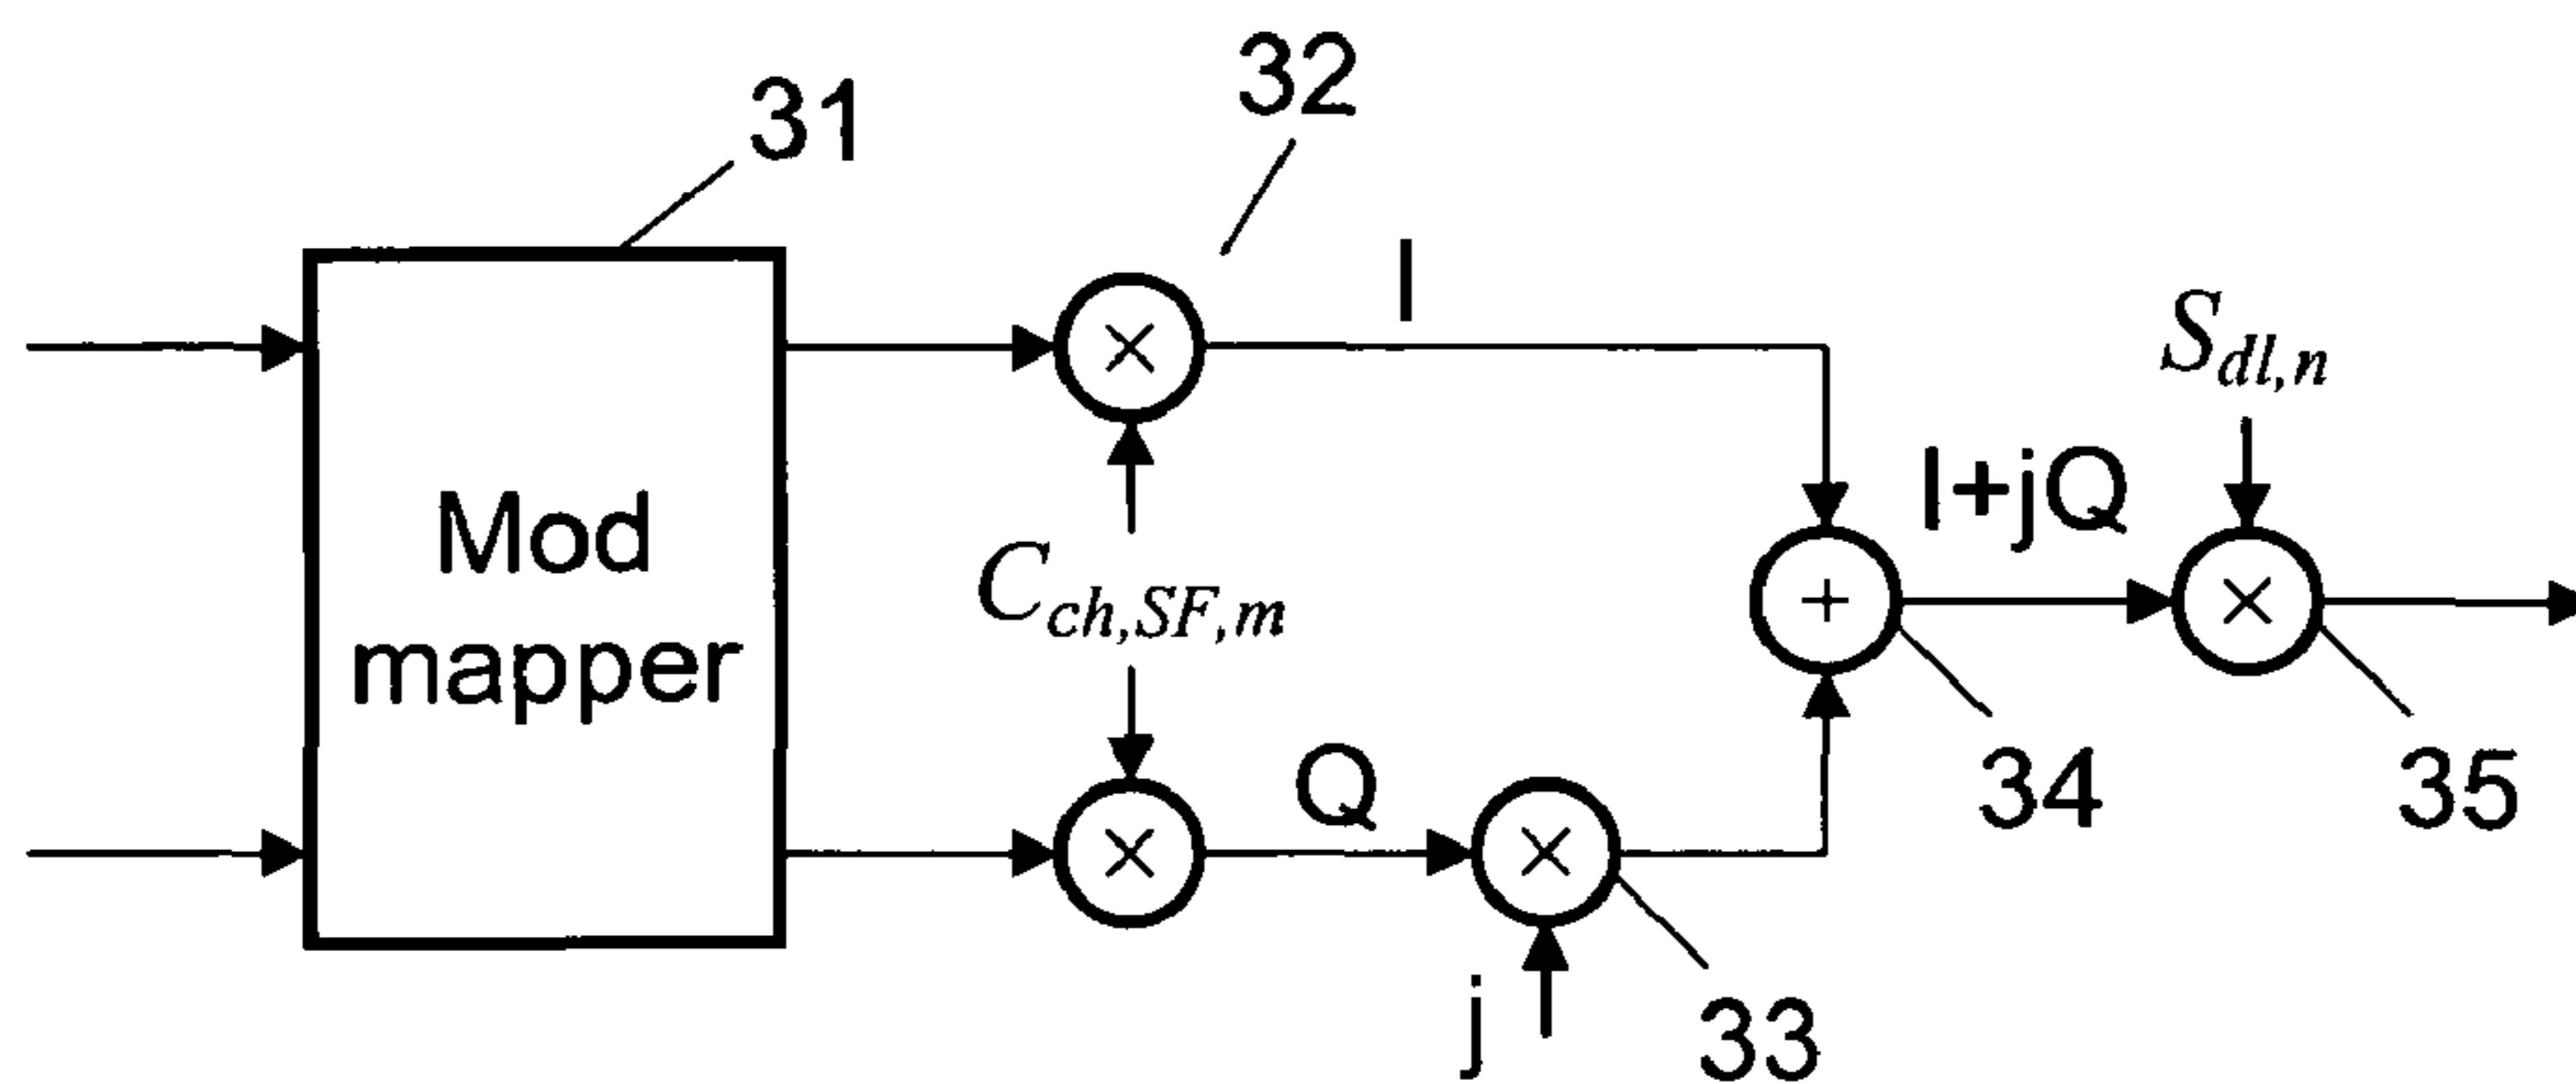 32
31
I
S_{dl,n}
I+jQ
Mod
mapper
C_{ch,SF,m}
×
×
+
×
Q
×
34
35
j
33